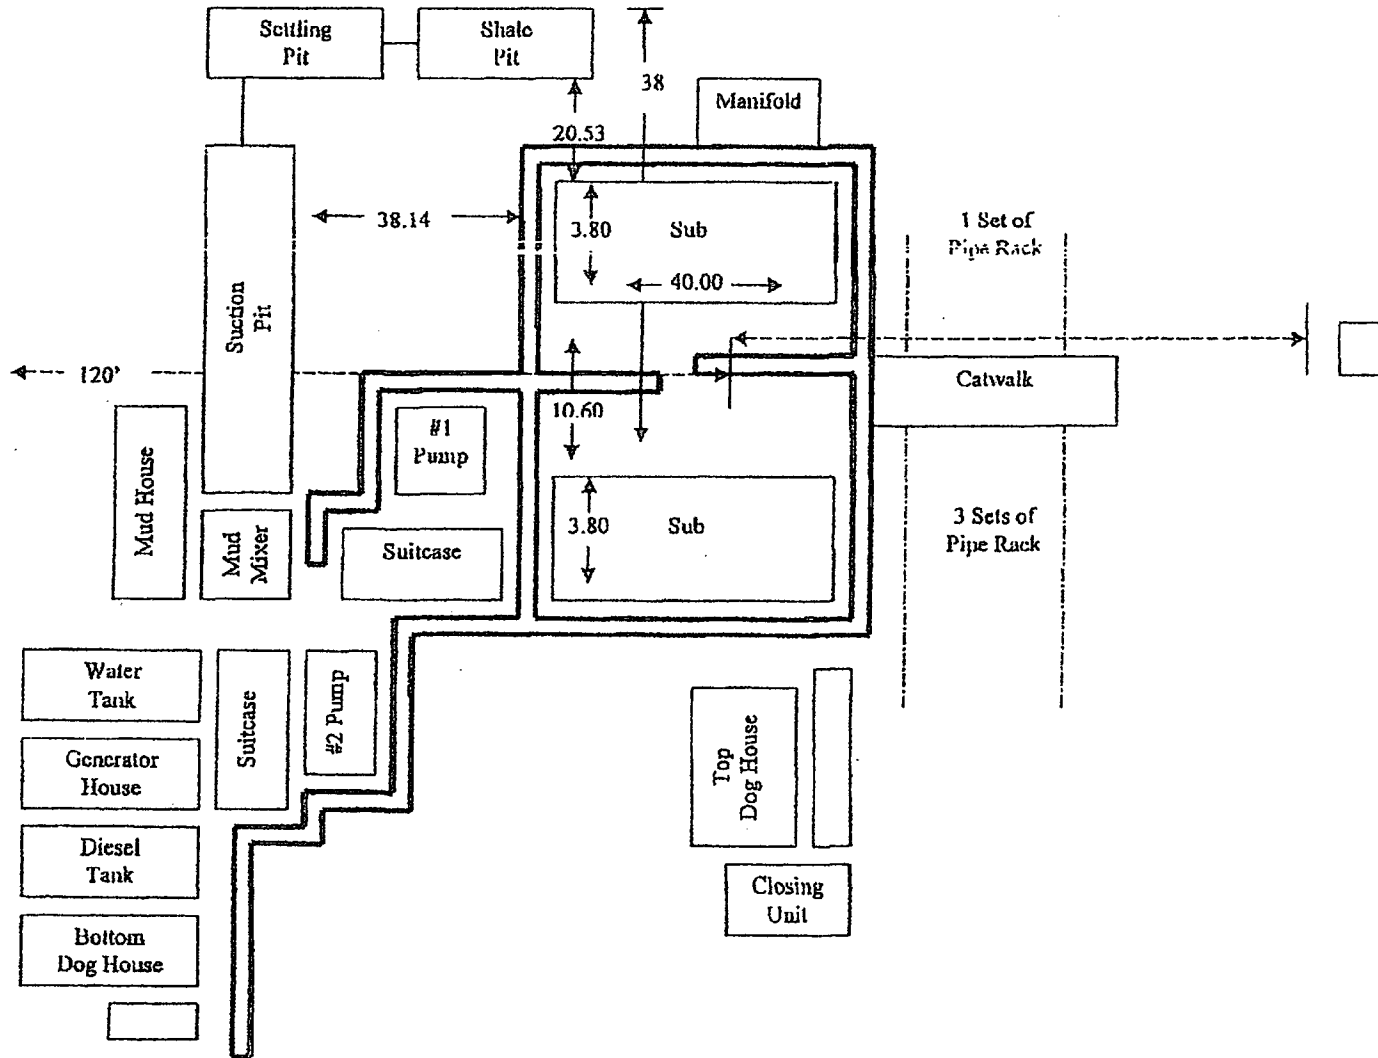 Settling
Pit
Shale
Pit
38
Manifold
20.53
38.14
3.80
Sub
40.00
1 Set of
Pipe Rack
Suction
Pit
120'
Catwalk
10.60
#1
Pump
Mud House
Mud
Mixer
Suitcase
3.80
Sub
3 Sets of
Pipe Rack
Water
Tank
Suitcase
#2 Pump
Generator
House
Top
Dog House
Diesel
Tank
Closing
Unit
Bottom
Dog House